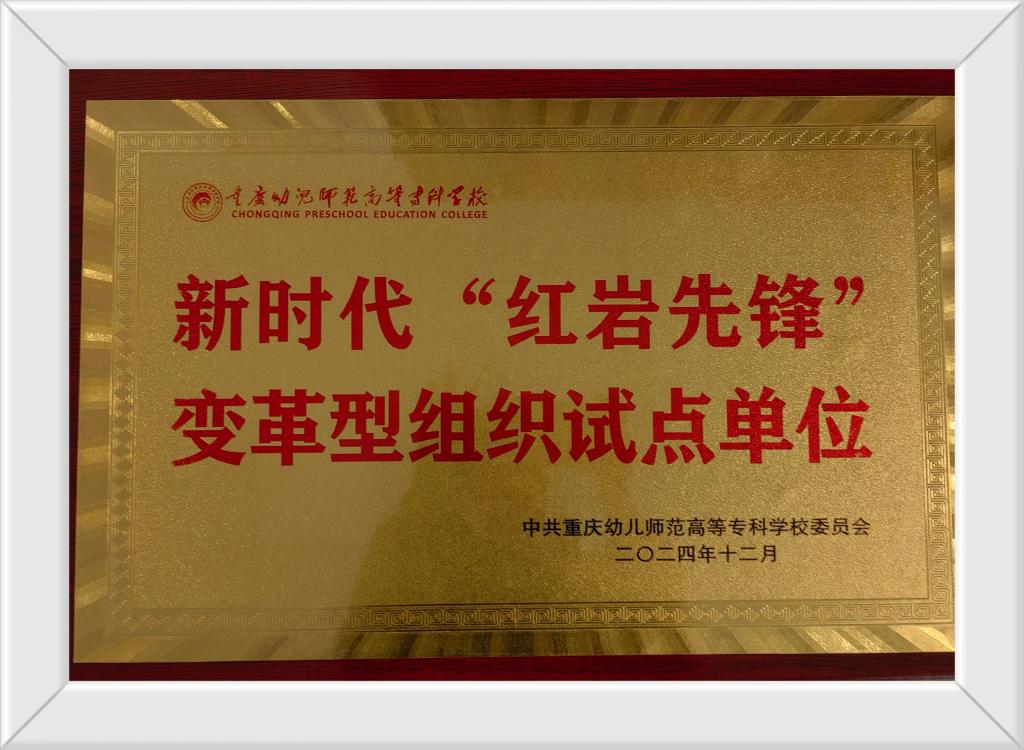 重庆幼儿师范高等专科学校
CHONGQING PRESCHOOL EDUCATION COLLEGE
新时代“红岩先锋”
变革型组织试点单位
中共重庆幼儿师范高等专科学校委员会
二〇二四年十二月